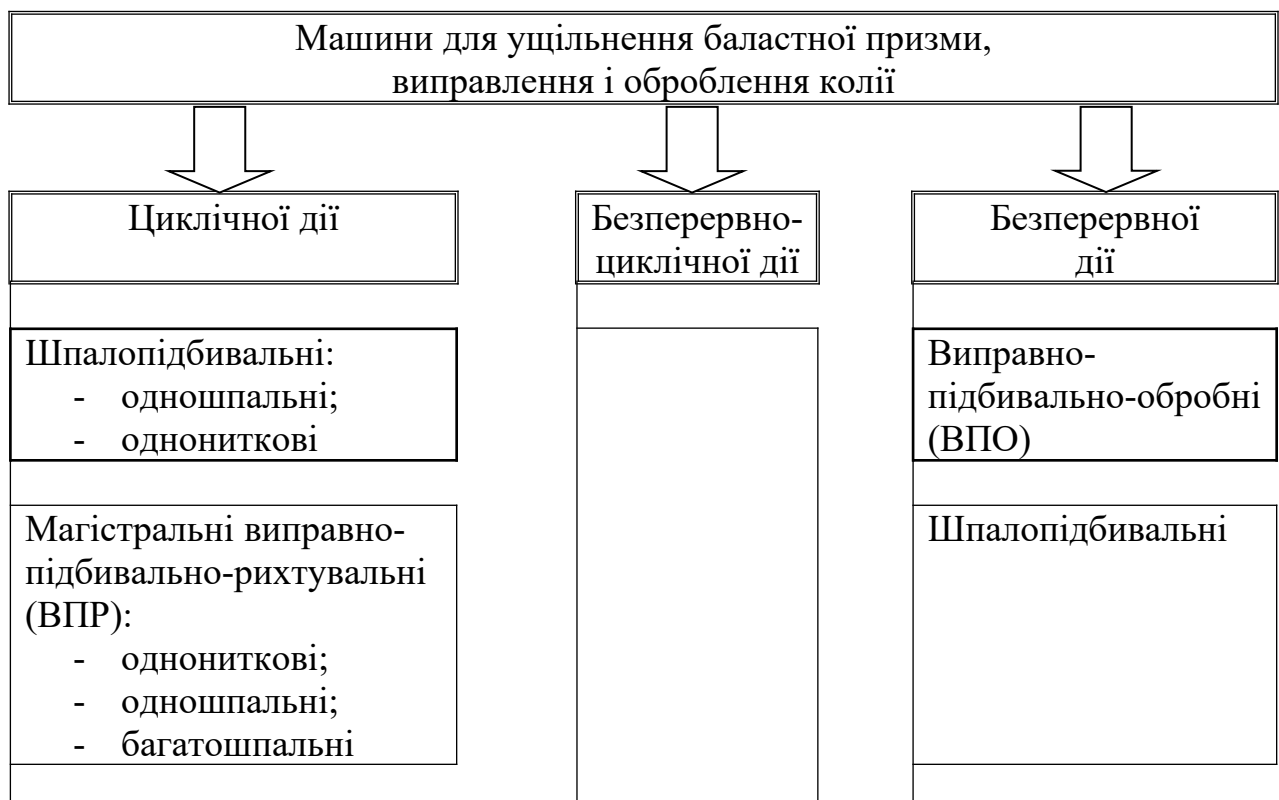 Машини для ущільнення баластної призми,
виправлення і оброблення колії
Циклічної дії
Безперервно-
циклічної дії
Безперервної
дії
Шпалопідбивальні:
- одношпальні;
- однониткові
Виправно-
підбивально-обробні
(ВПО)
Магістральні виправно-
підбивально-рихтувальні
(ВПР):
- однониткові;
- одношпальні;
- багатошпальні
Шпалопідбивальні